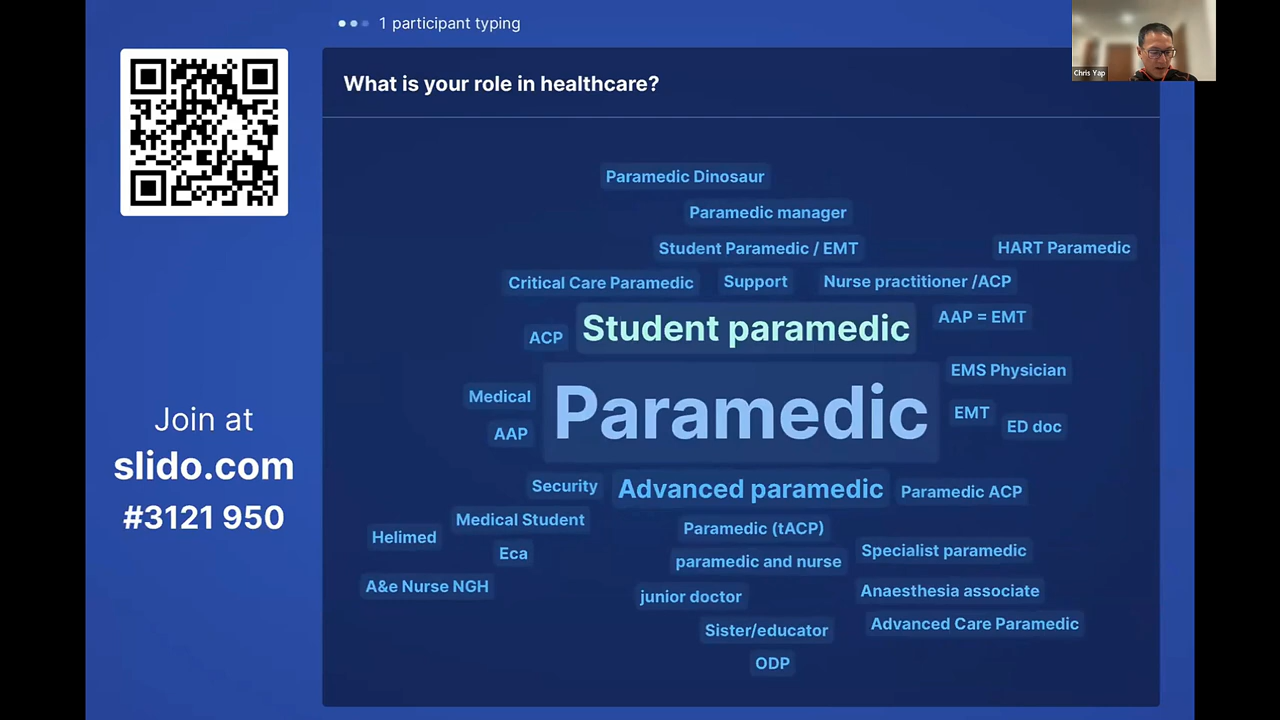 1 participant typing
Chris Yap
What is your role in healthcare?
Paramedic Dinosaur
Paramedic manager
Student Paramedic / EMT
HART Paramedic
Critical Care Paramedic
Support
Nurse practitioner /ACP
AAP = EMT
ACP
Student paramedic
EMS Physician
Medical
Paramedic
EMT
ED doc
AAP
Security
Advanced paramedic
Paramedic ACP
Medical Student
Paramedic (tACP)
Helimed
Eca
paramedic and nurse
Specialist paramedic
A&e Nurse NGH
junior doctor
Anaesthesia associate
Sister/educator
Advanced Care Paramedic
ODP
Join at
slido.com
#3121 950